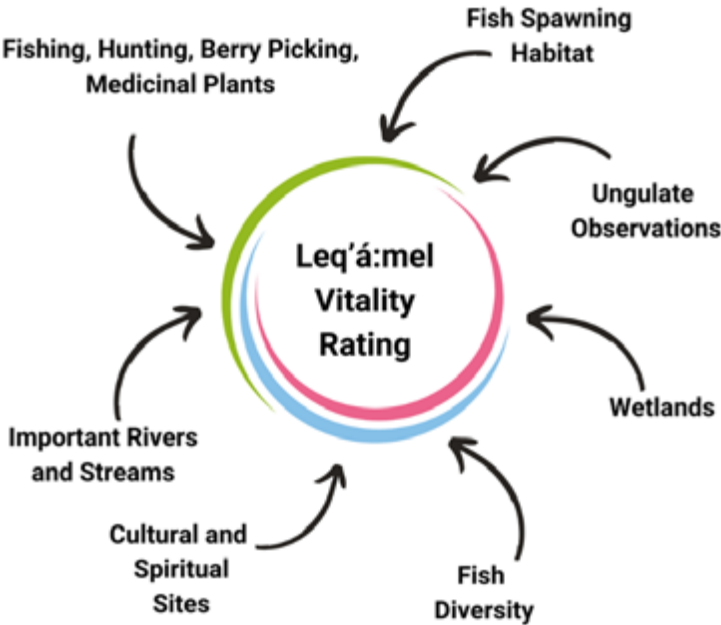 Fish Spawning
Habitat
Fishing, Hunting, Berry Picking,
Medicinal Plants
Ungulate
Observations
Leq’á:mel
Vitality
Rating
Wetlands
Important Rivers
and Streams
Cultural and
Spiritual
Sites
Fish
Diversity